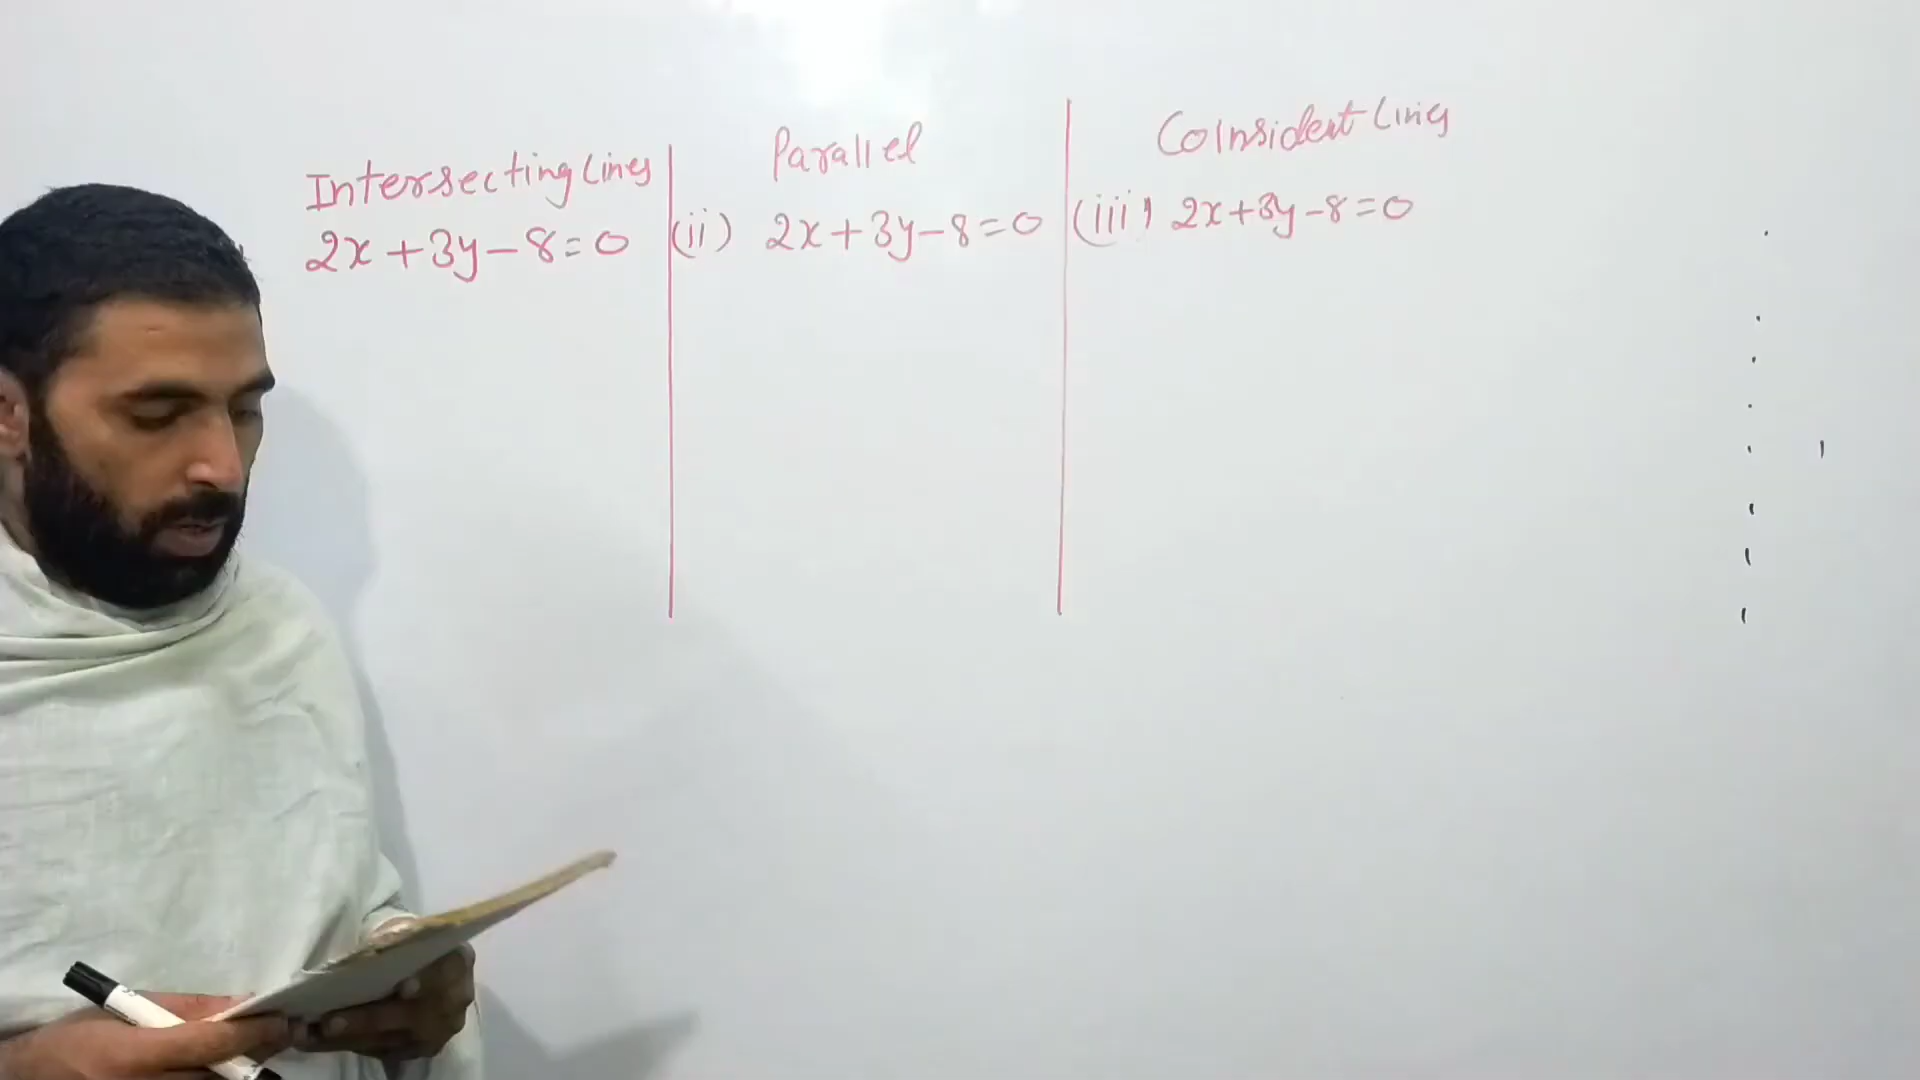 Intersecting Lines
2x + 3y - 8 = 0
Parallel
(ii) 2x + 3y - 8 = 0
Coinsident Lines
(iii) 2x + 3y - 8 = 0